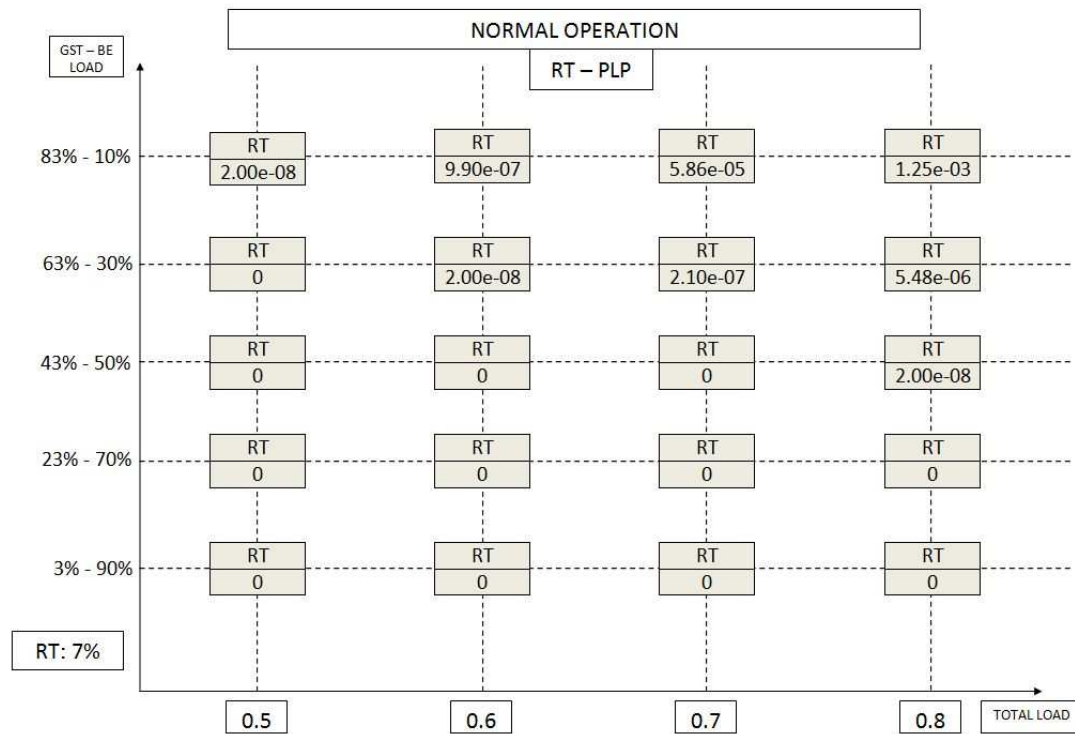 NORMAL OPERATION
GST – BE
LOAD
RT – PLP
83% - 10%
RT
2.00e-08
RT
9.90e-07
RT
5.86e-05
RT
1.25e-03
63% - 30%
RT
0
RT
2.00e-08
RT
2.10e-07
RT
5.48e-06
43% - 50%
RT
0
RT
0
RT
0
RT
2.00e-08
23% - 70%
RT
0
RT
0
RT
0
RT
0
3% - 90%
RT
0
RT
0
RT
0
RT
0
RT: 7%
0.5
0.6
0.7
0.8
TOTAL LOAD